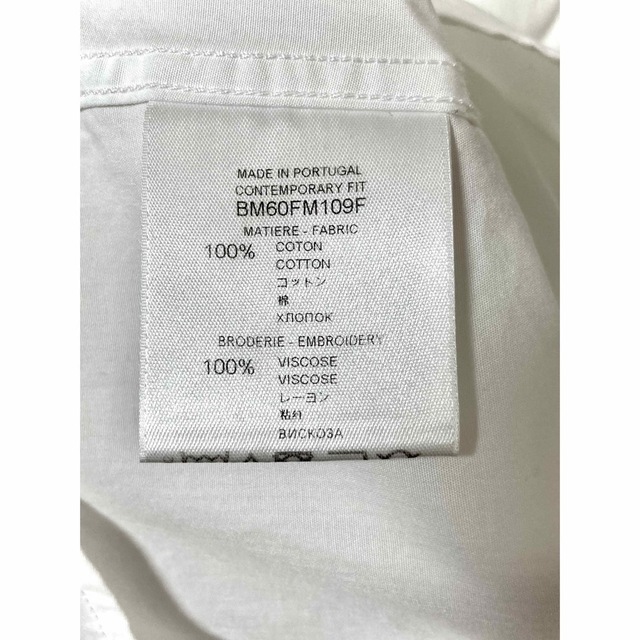 MADE IN PORTUGAL
CONTEMPORARY FIT
BM60FM109F
MATIERE - FABRIC
100% COTON
COTTON
コットン
棉
ХЛОПОК
BRODERIE - EMBROIDERY
100% VISCOSE
VISCOSE
レーヨン
粘纤
ВИСКОЗА